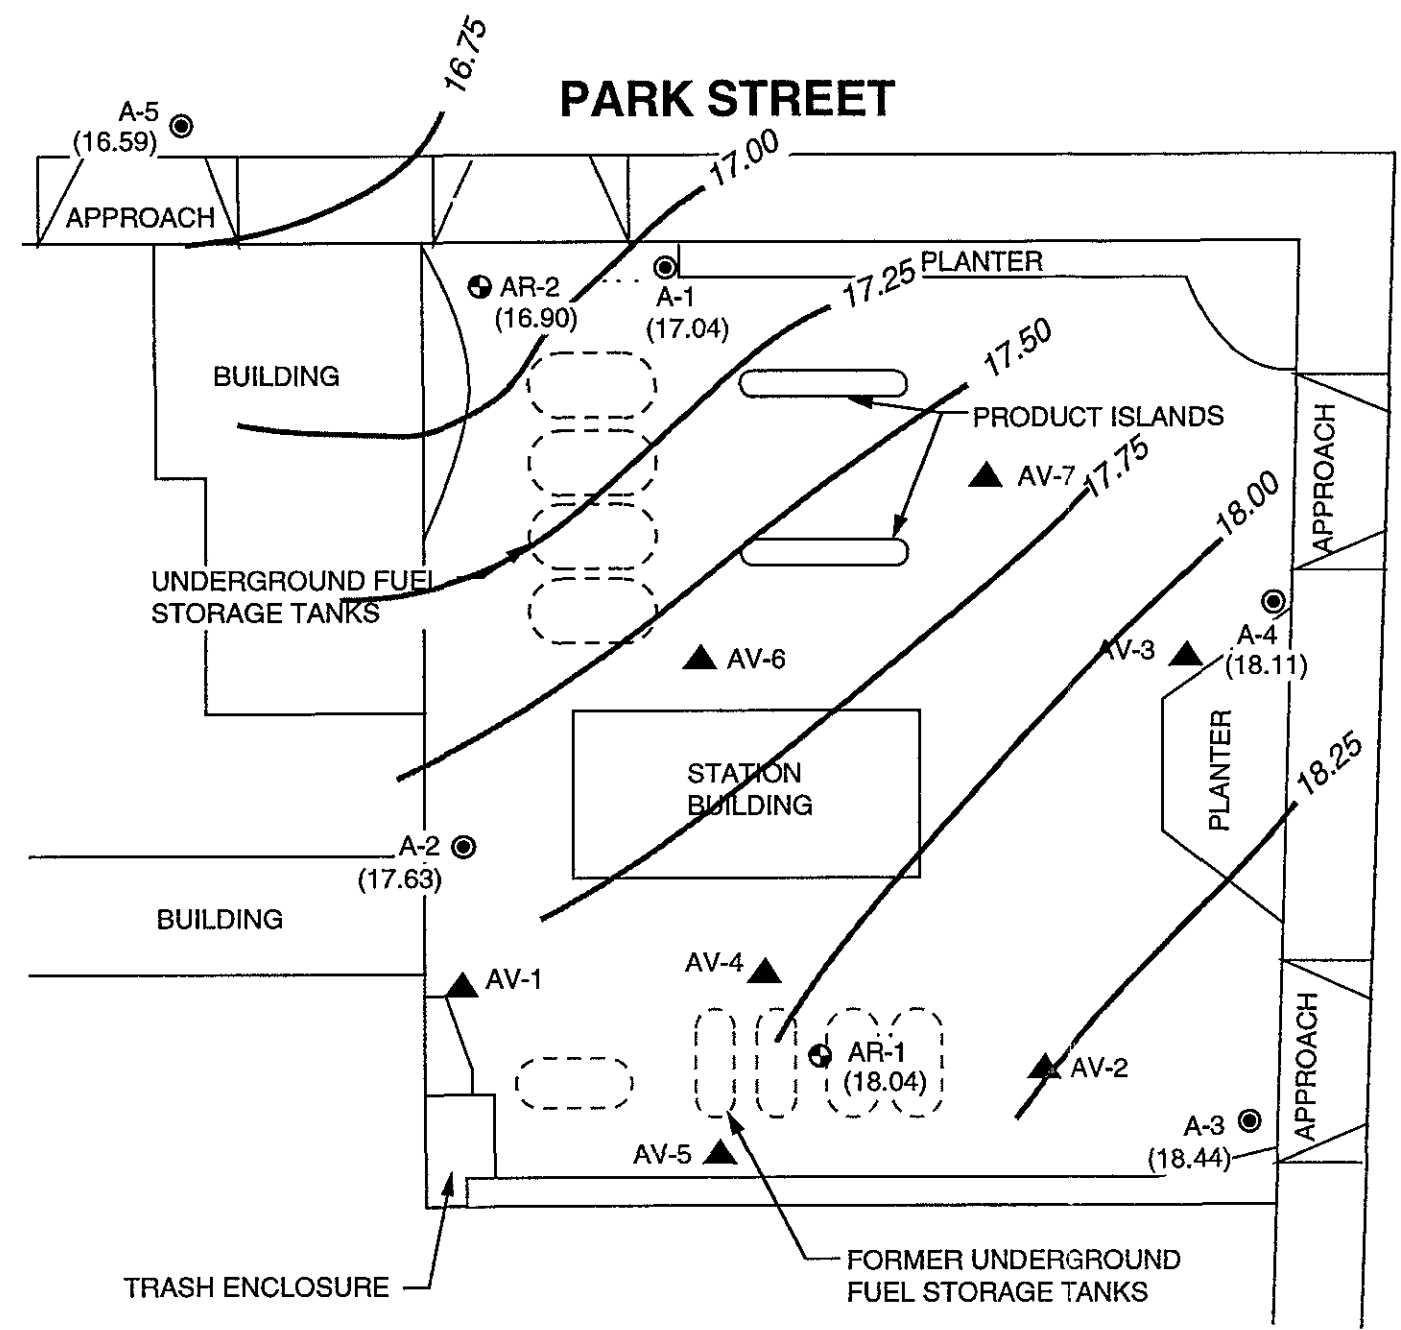 16.75
PARK STREET
A-5
(16.59)
17.00
APPROACH
PLANTER
AR-2
(16.90)
A-1
(17.04)
17.25
17.50
BUILDING
PRODUCT ISLANDS
APPROACH
AV-7
17.75
18.00
UNDERGROUND FUEL
STORAGE TANKS
A-4
(18.11)
AV-3
AV-6
PLANTER
18.25
STATION
BUILDING
A-2
(17.63)
BUILDING
AV-4
AV-1
AR-1
(18.04)
AV-2
APPROACH
A-3
(18.44)
AV-5
FORMER UNDERGROUND
FUEL STORAGE TANKS
TRASH ENCLOSURE